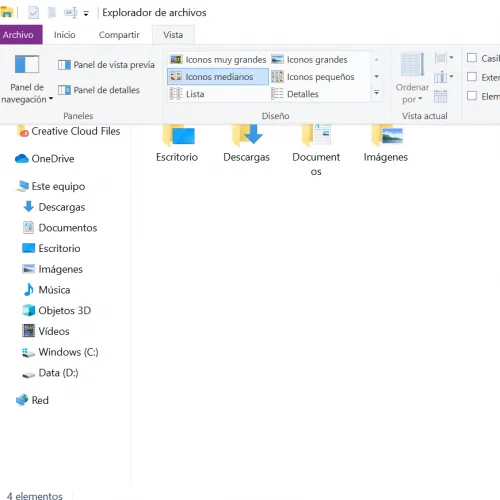 Explorador de archivos
Archivo Inicio Compartir Vista
Panel de navegación
Panel de vista previa
Panel de detalles
Paneles
Iconos muy grandes Iconos grandes
Iconos medianos Iconos pequeños
Lista Detalles
Diseño
Ordenar por
Vista actual
Casil
Exter
Elem
Creative Cloud Files
OneDrive
Este equipo
Descargas
Documentos
Escritorio
Imágenes
Música
Objetos 3D
Vídeos
Windows (C:)
Data (D:)
Red
Escritorio
Descargas
Document
os
Imágenes
4 elementos